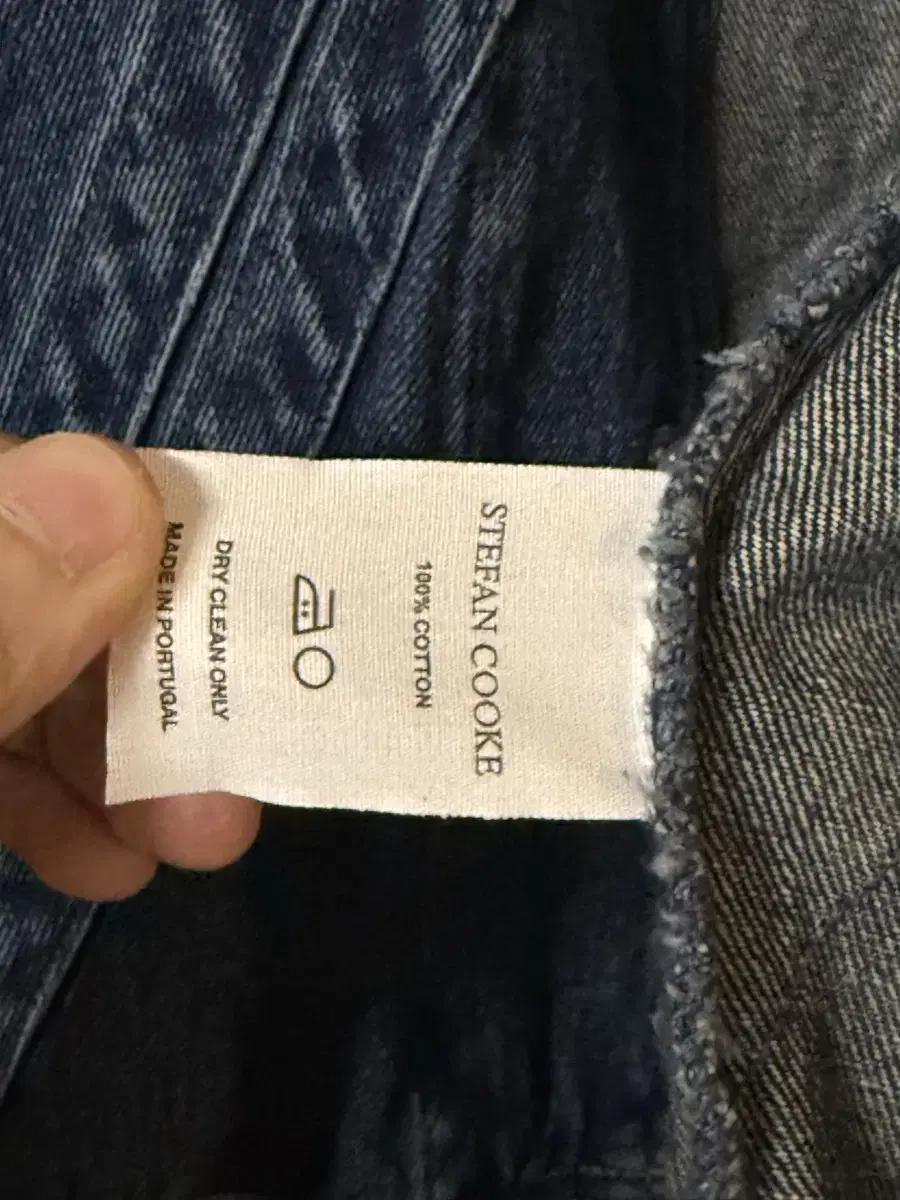 STEFAN COOKE
100% COTTON
DRY CLEAN ONLY
MADE IN PORTUGAL